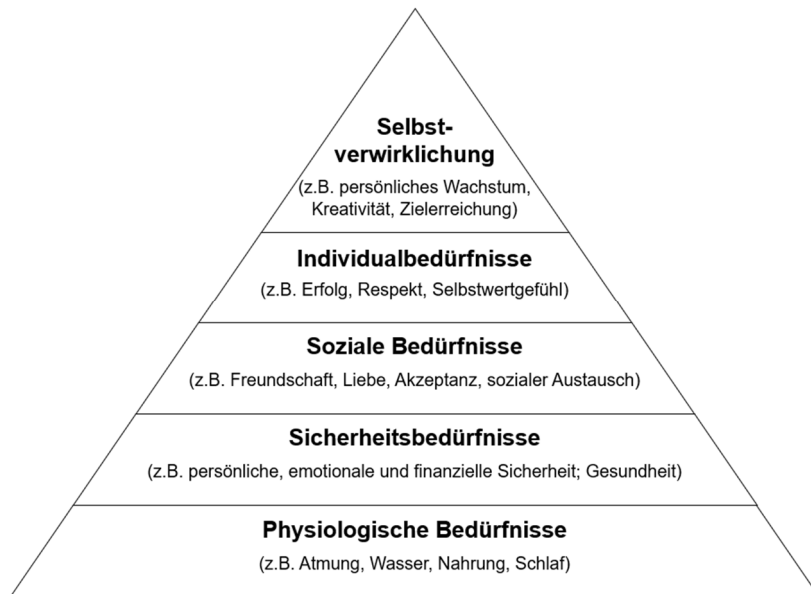 Selbst-
verwirklichung
(z.B. persönliches Wachstum,
Kreativität, Zielerreichung)
Individualbedürfnisse
(z.B. Erfolg, Respekt, Selbstwertgefühl)
Soziale Bedürfnisse
(z.B. Freundschaft, Liebe, Akzeptanz, sozialer Austausch)
Sicherheitsbedürfnisse
(z.B. persönliche, emotionale und finanzielle Sicherheit; Gesundheit)
Physiologische Bedürfnisse
(z.B. Atmung, Wasser, Nahrung, Schlaf)